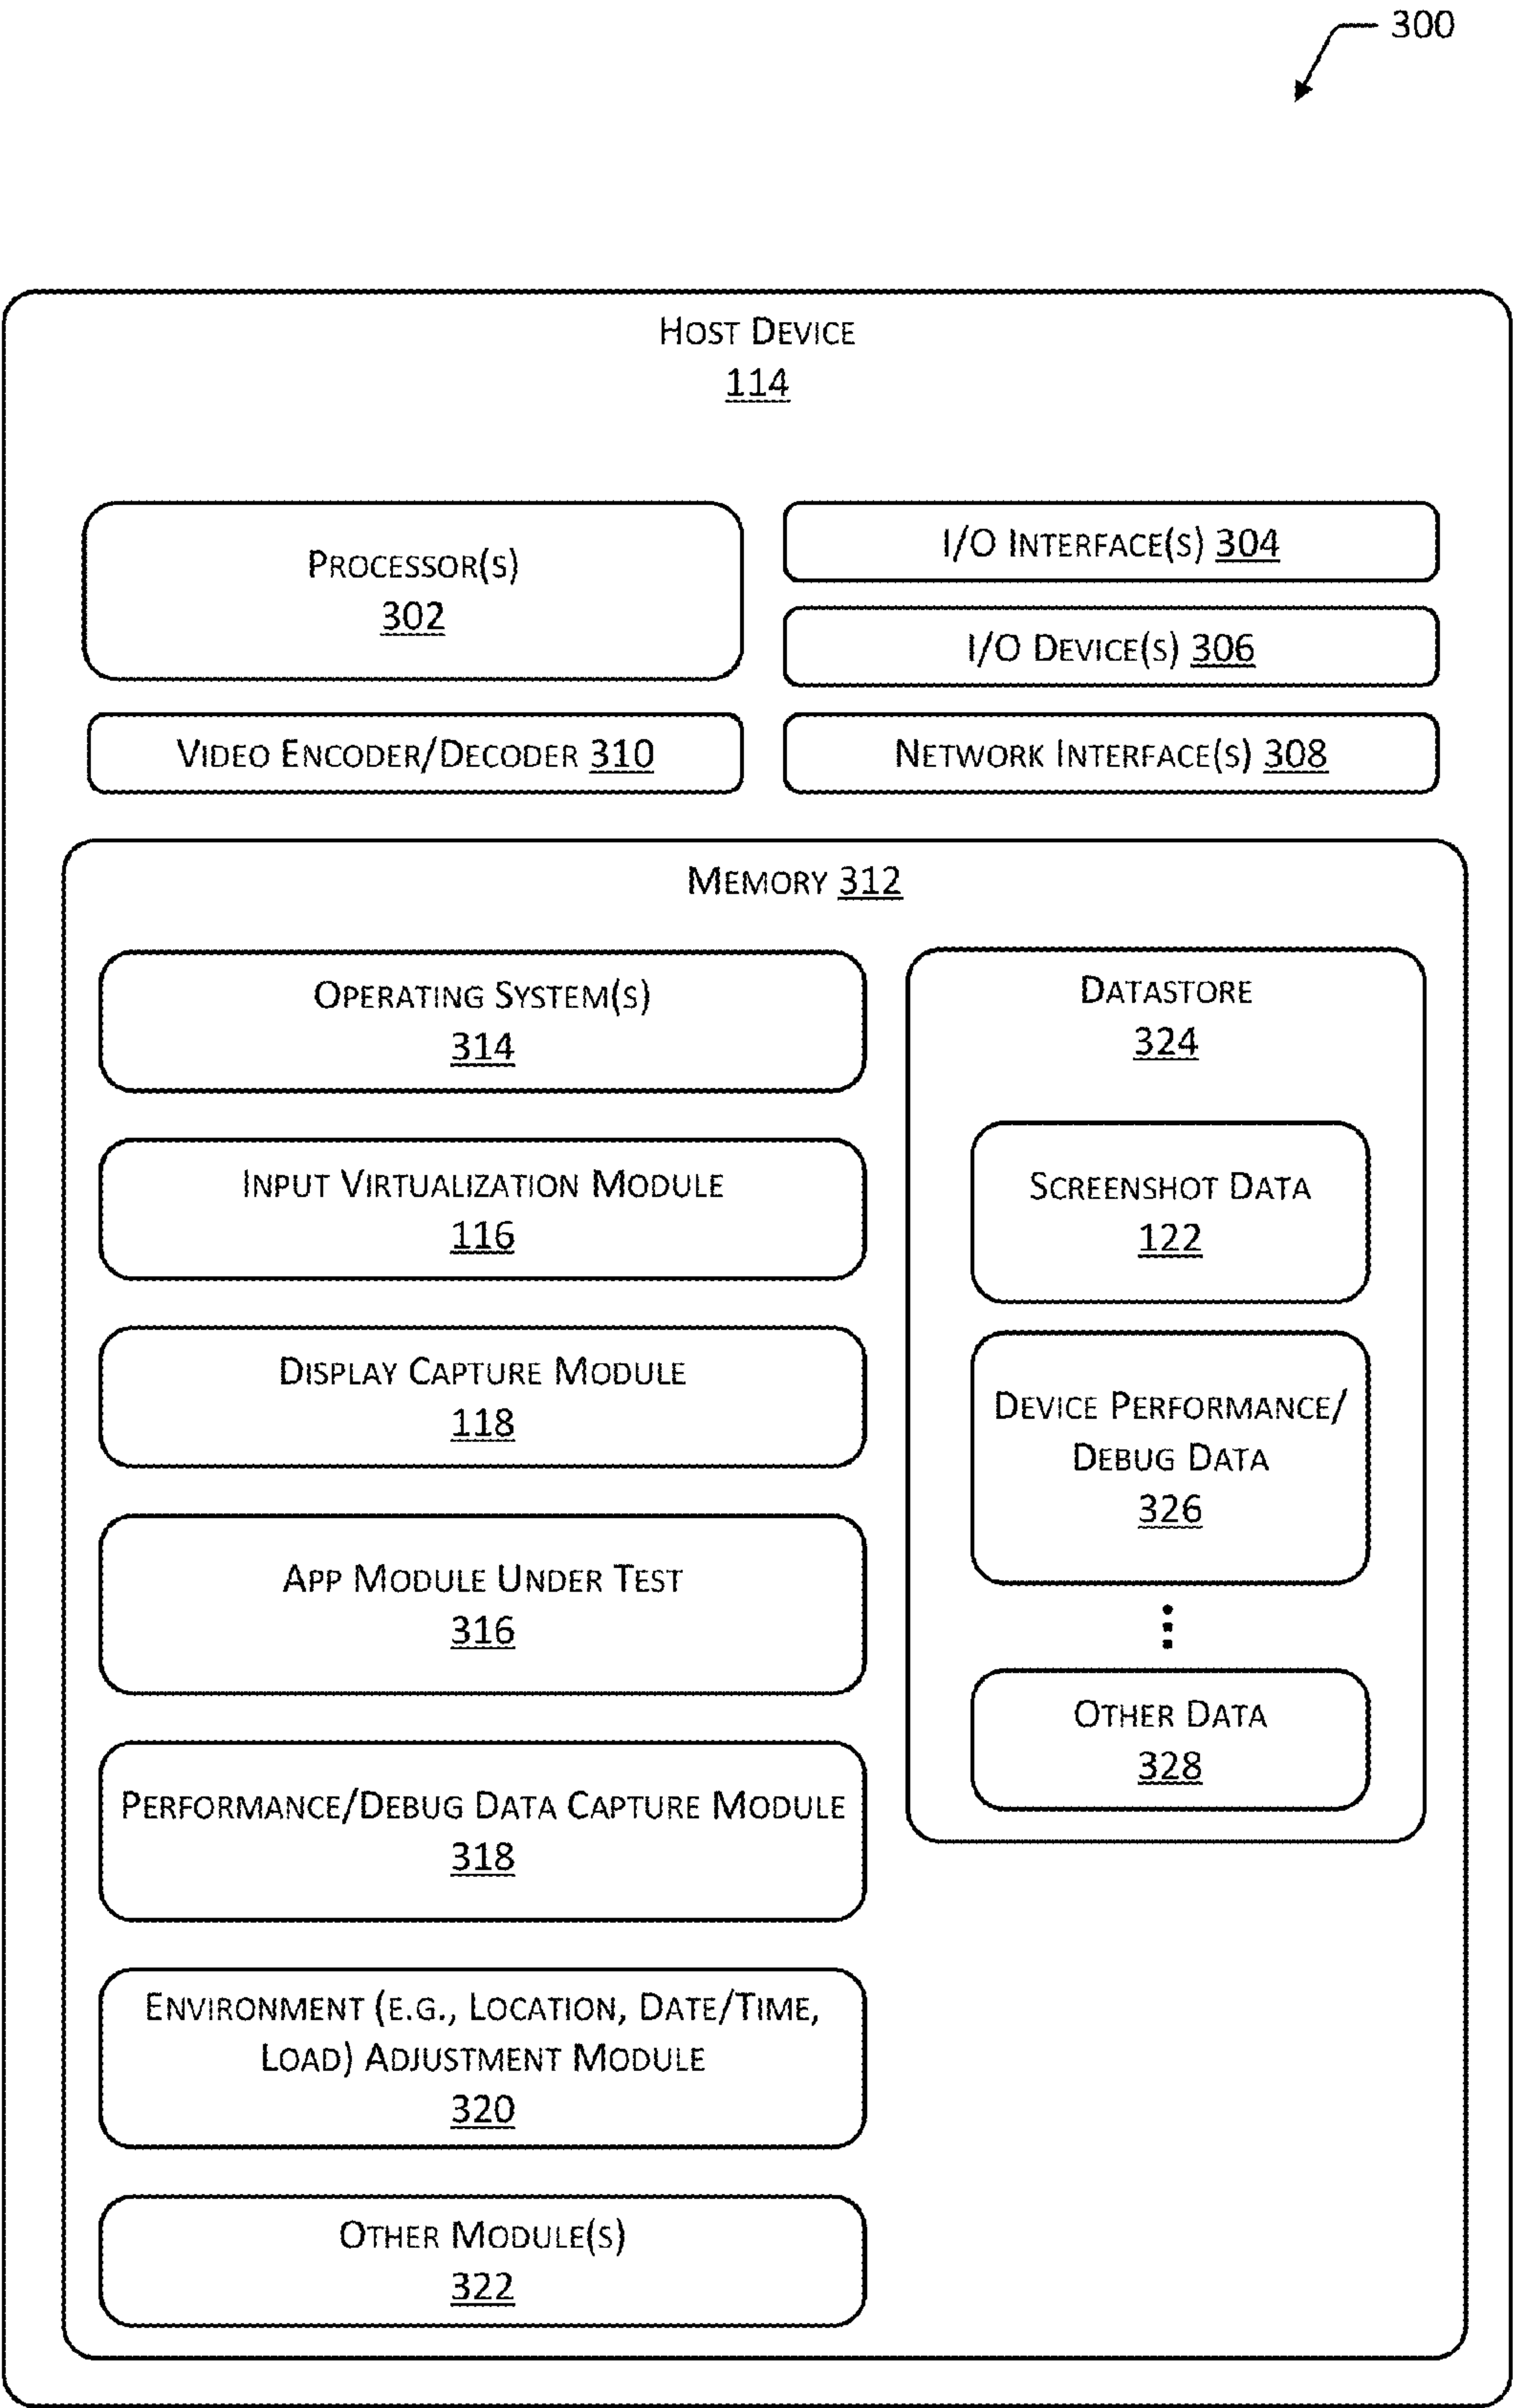 300
HOST DEVICE
114
PROCESSOR(S)
302
I/O INTERFACE(S) 304
I/O DEVICE(S) 306
VIDEO ENCODER/DECODER 310
NETWORK INTERFACE(S) 308
MEMORY 312
OPERATING SYSTEM(S)
314
INPUT VIRTUALIZATION MODULE
116
DISPLAY CAPTURE MODULE
118
APP MODULE UNDER TEST
316
PERFORMANCE/DEBUG DATA CAPTURE MODULE
318
ENVIRONMENT (E.G., LOCATION, DATE/TIME,
LOAD) ADJUSTMENT MODULE
320
OTHER MODULE(S)
322
DATASTORE
324
SCREENSHOT DATA
122
DEVICE PERFORMANCE/
DEBUG DATA
326
OTHER DATA
328